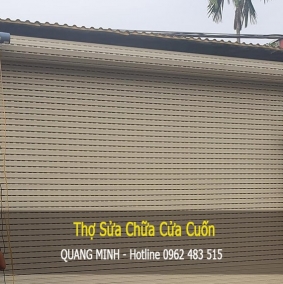 Thợ Sửa Chữa Cửa Cuốn
QUANG MINH - Hotline 0962 483 515